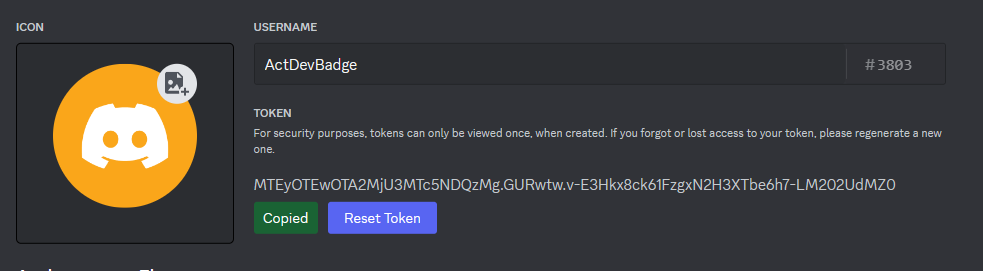 ICON
USERNAME
ActDevBadge
#3803
TOKEN
For security purposes, tokens can only be viewed once, when created. If you forgot or lost access to your token, please regenerate a new
one.
MTEyOTEwOTA2MjU3MTc5NDQzMg.GURwtw.v-E3Hkx8ck61FzgxN2H3XTbe6h7-LM202UdMZ0
Copied
Reset Token